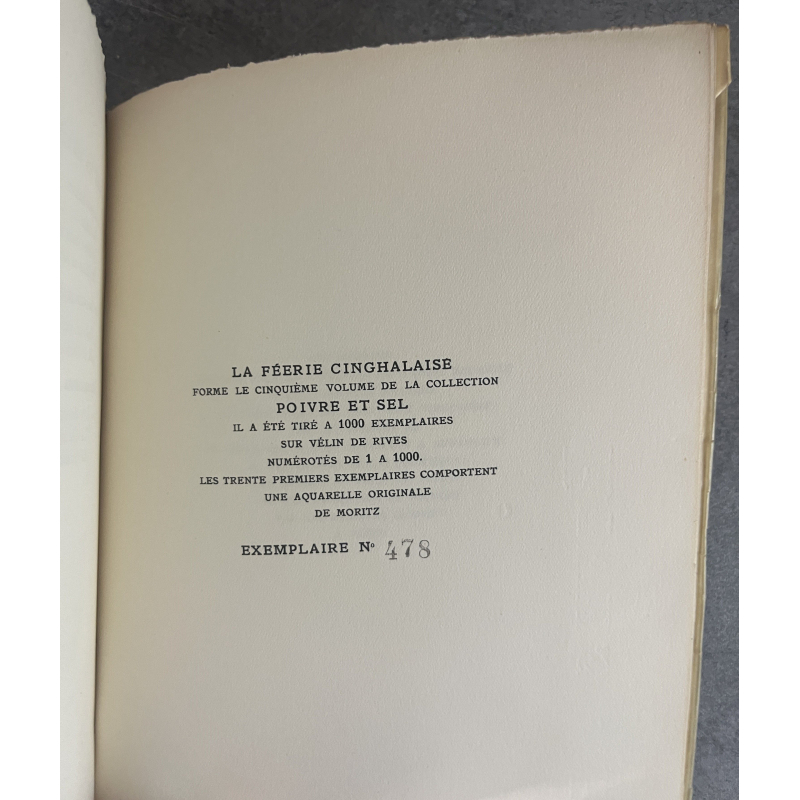 LA FÉERIE CINGHALAISE
FORME LE CINQUIÈME VOLUME DE LA COLLECTION
POIVRE ET SEL
IL A ÉTÉ TIRÉ A 1000 EXEMPLAIRES
SUR VÉLIN DE RIVES
NUMÉROTÉS DE 1 A 1000.
LES TRENTE PREMIERS EXEMPLAIRES COMPORTENT
UNE AQUARELLE ORIGINALE
DE MORITZ
EXEMPLAIRE Nº 478